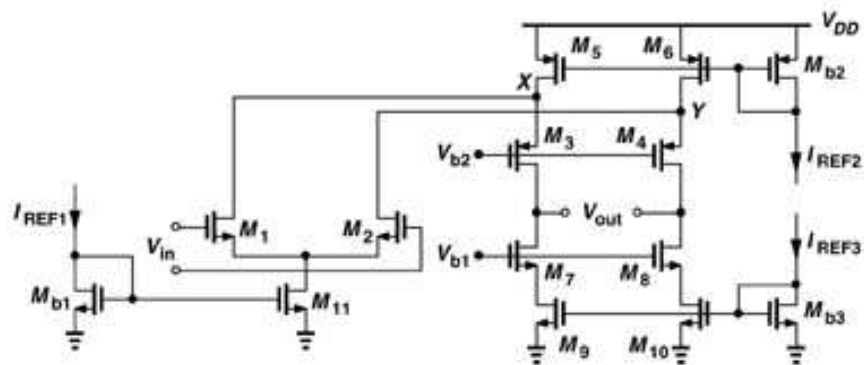 V_DD
M_5
M_6
M_b2
X
Y
M_3
M_4
V_b2
I_REF2
I_REF1
M_1
M_2
V_out
V_in
I_REF3
V_b1
M_7
M_8
M_b1
M_11
M_b3
M_9
M_10